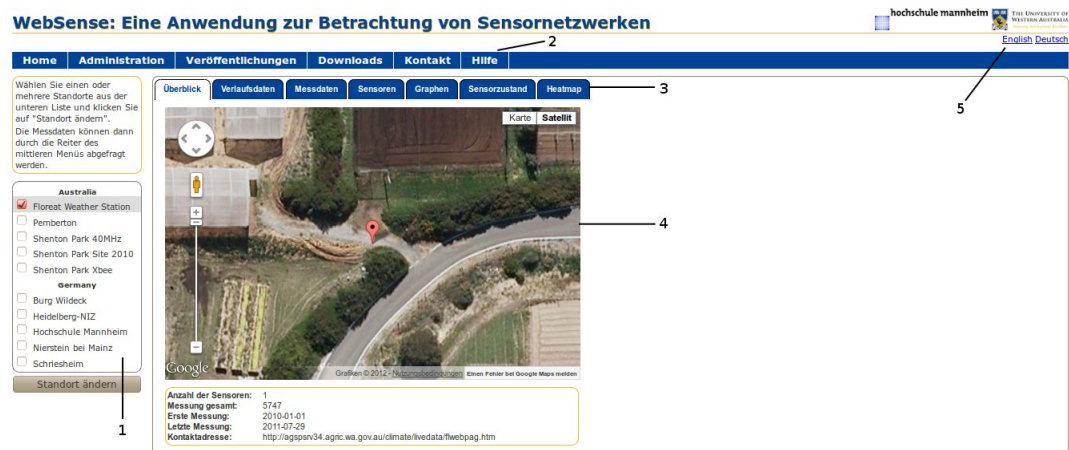 WebSense: Eine Anwendung zur Betrachtung von Sensornetzwerken
hochschule mannheim
THE UNIVERSITY OF
WESTERN AUSTRALIA
English Deutsch
2
Home Administration Veröffentlichungen Downloads Kontakt Hilfe
5
Wählen Sie einen oder
mehrere Standorte aus der
unteren Liste und klicken Sie
auf "Standort ändern".
Die Messdaten können dann
durch die Reiter des
mittleren Menüs abgefragt
werden.
Australia
Floreat Weather Station
Pemberton
Shenton Park 40MHz
Shenton Park Site 2010
Shenton Park Xbee
Germany
Burg Wildeck
Heidelberg-NIZ
Hochschule Mannheim
Nierstein bei Mainz
Schriesheim
Standort ändern
1
Überblick Verlaufsdaten Messdaten Sensoren Graphen Sensorzustand Heatmap
3
Karte Satellit
4
Google
Grafiken © 2012 - Nutzungsbedingungen Einen Fehler bei Google Maps melden
Anzahl der Sensoren: 1
Messung gesamt: 5747
Erste Messung: 2010-01-01
Letzte Messung: 2011-07-29
Kontaktadresse: http://agspsrv34.agric.wa.gov.au/climate/livedata/flwebpag.htm